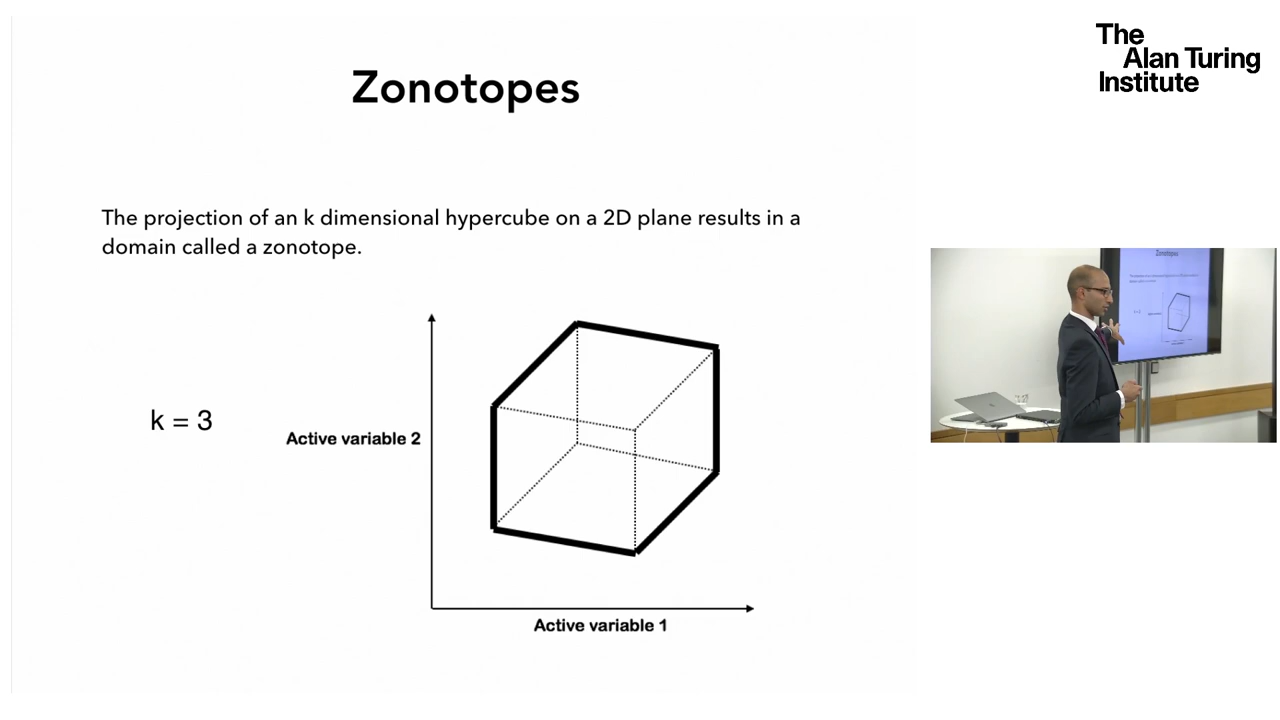 The
Alan Turing
Institute
Zonotopes
The projection of an k dimensional hypercube on a 2D plane results in a
domain called a zonotope.
k = 3
Active variable 2
Active variable 1
Zonotopes